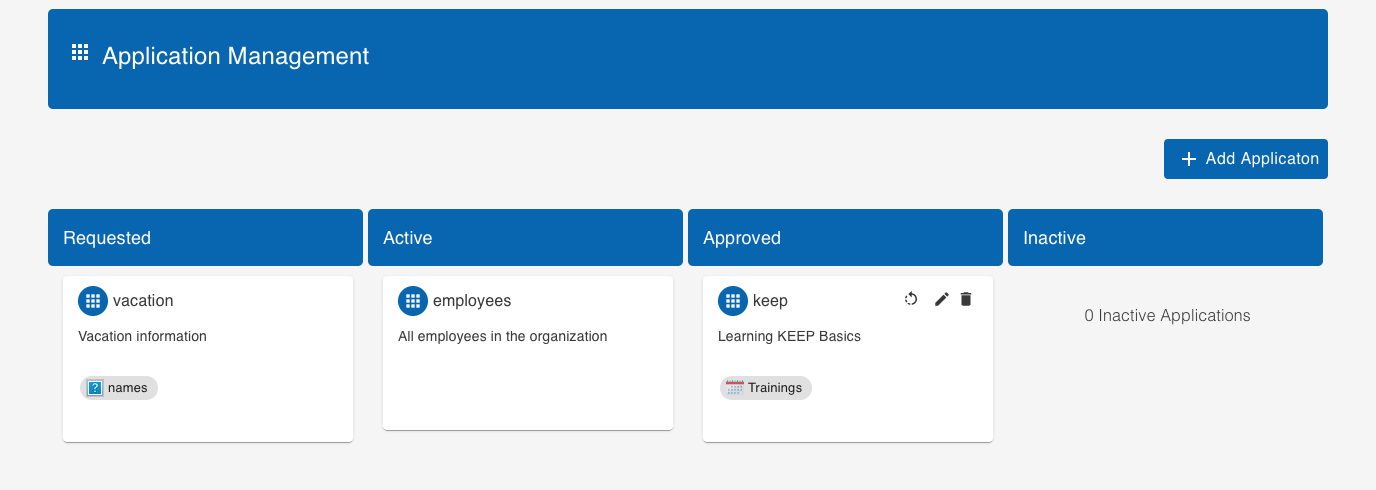 Application Management
Add Applicaton
Requested
Active
Approved
Inactive
vacation
Vacation information
names
employees
All employees in the organization
keep
Learning KEEP Basics
Trainings
0 Inactive Applications